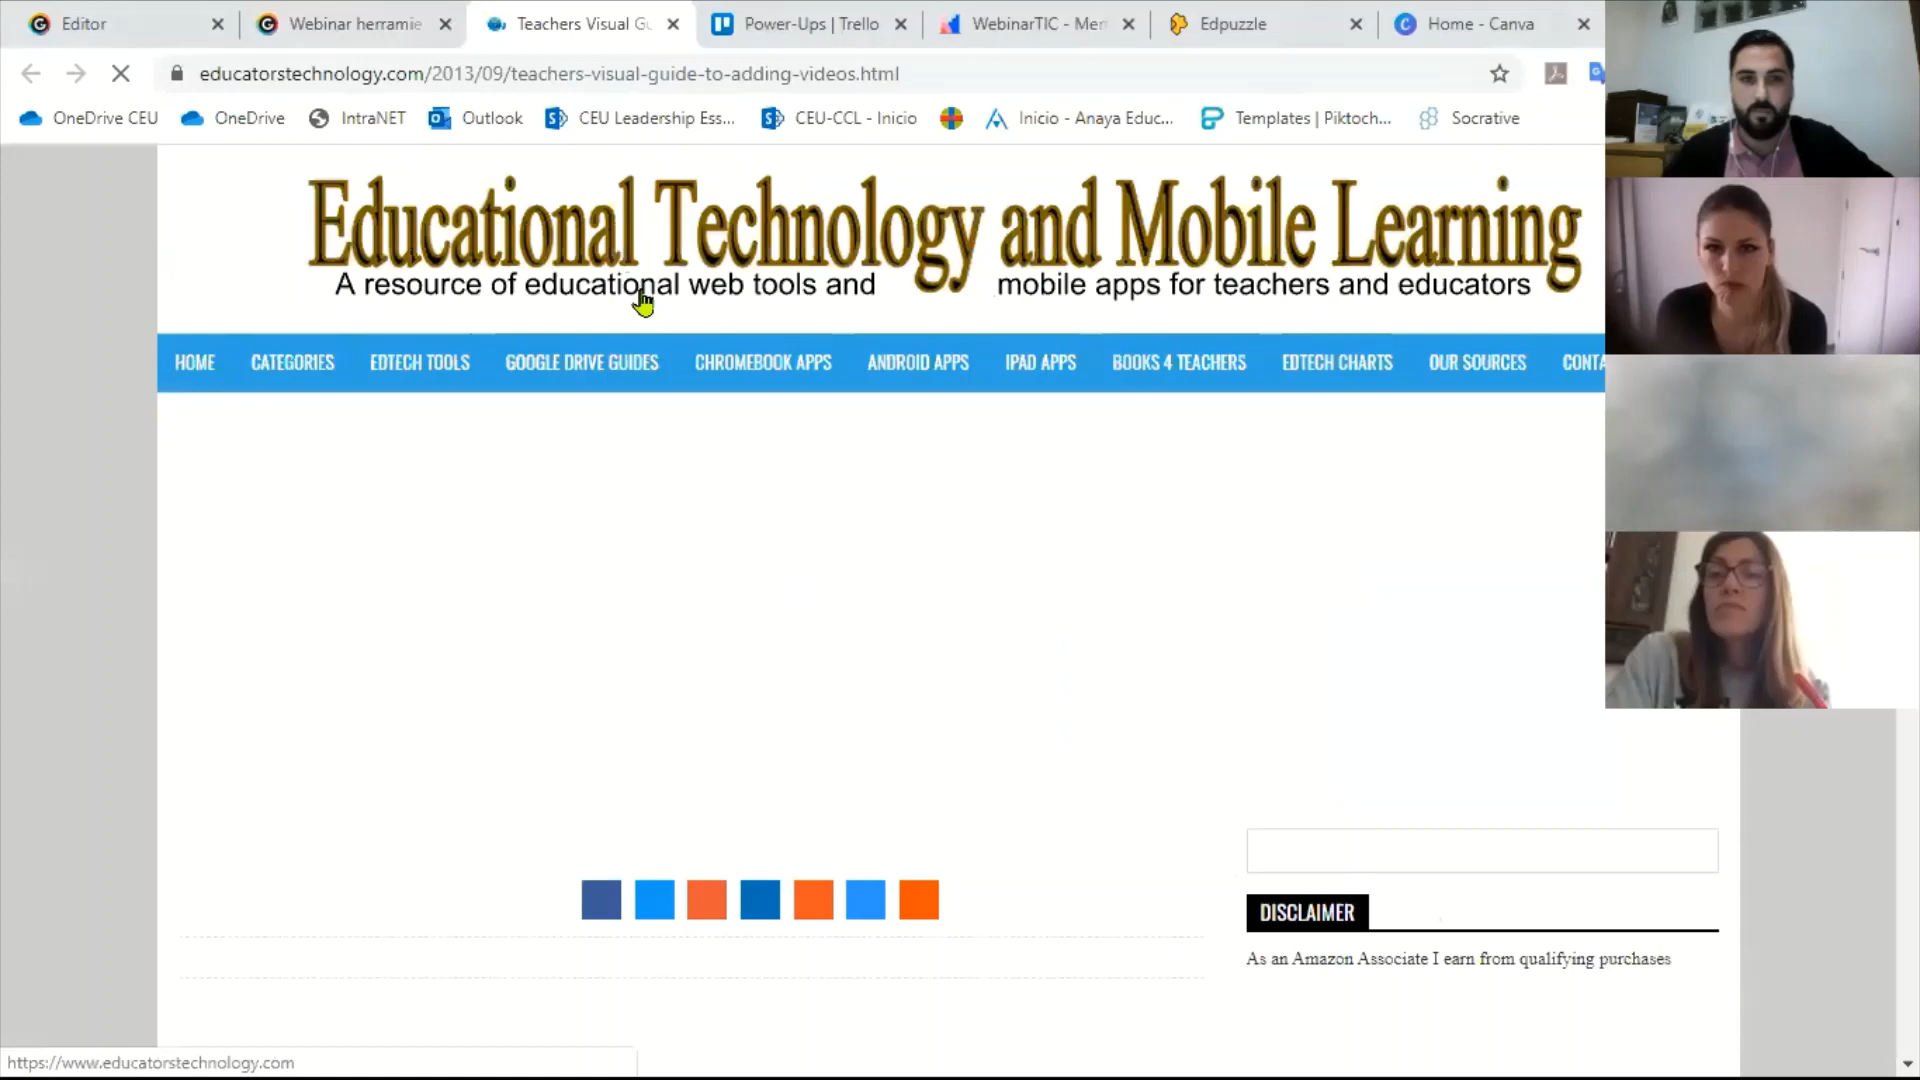 Editor
Webinar herramie
Teachers Visual Gu
Power-Ups | Trello
WebinarTIC - Men
Edpuzzle
Home - Canva
educatorstechnology.com/2013/09/teachers-visual-guide-to-adding-videos.html
OneDrive CEU
OneDrive
IntraNET
Outlook
CEU Leadership Ess...
CEU-CCL - Inicio
Inicio - Anaya Educ...
Templates | Piktoch...
Socrative
Educational Technology and Mobile Learning
A resource of educational web tools and mobile apps for teachers and educators
HOME CATEGORIES EDTECH TOOLS GOOGLE DRIVE GUIDES CHROMEBOOK APPS ANDROID APPS IPAD APPS BOOKS 4 TEACHERS EDTECH CHARTS OUR SOURCES CONTA
DISCLAIMER
As an Amazon Associate I earn from qualifying purchases
https://www.educatorstechnology.com